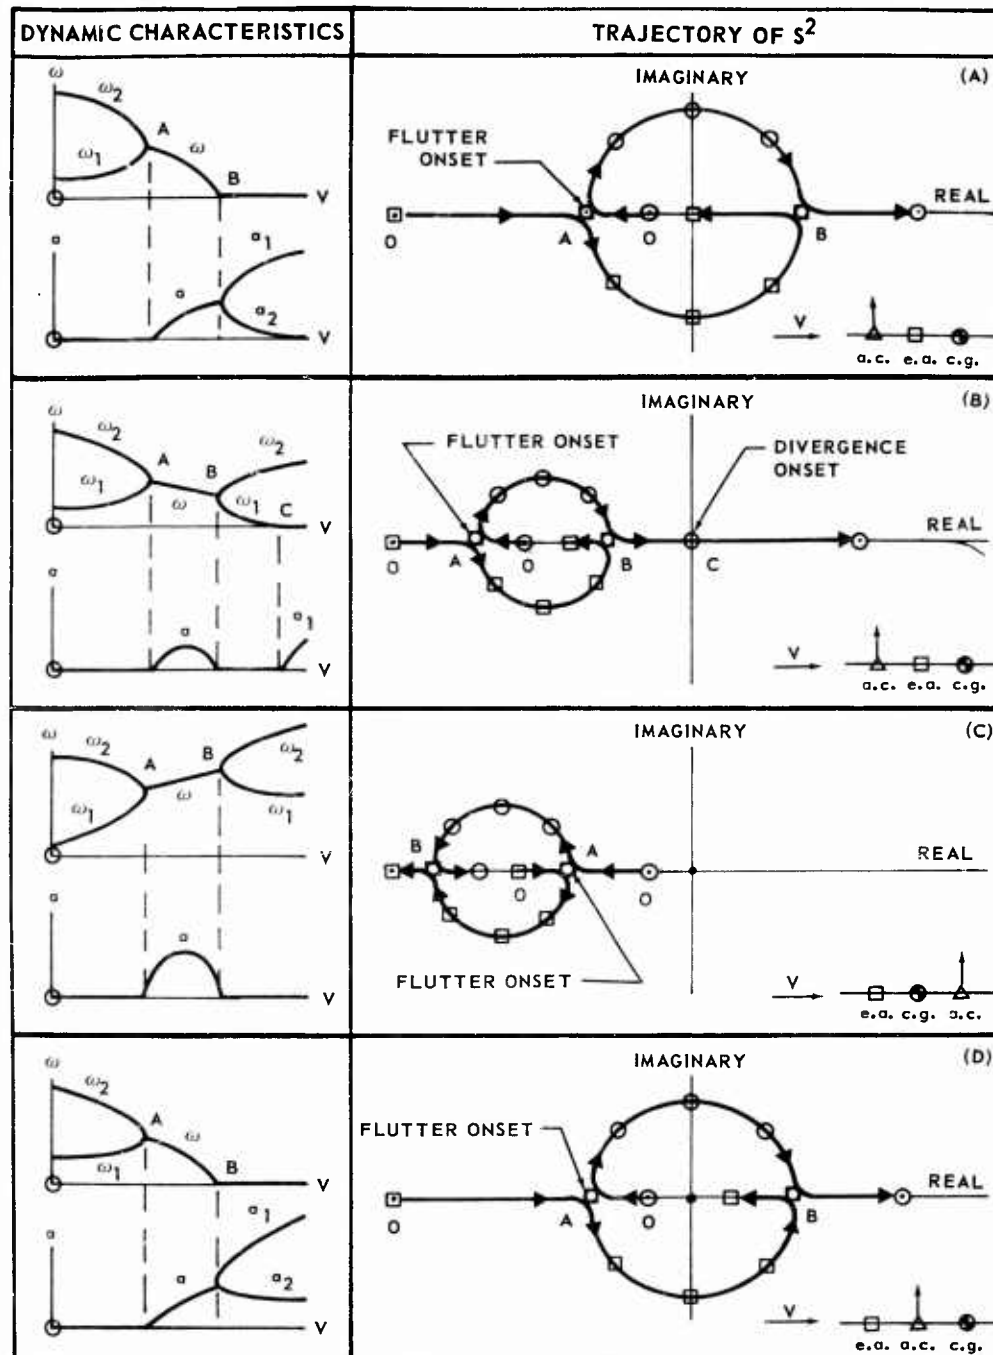 DYNAMIC CHARACTERISTICS
TRAJECTORY OF S²
ω
ω₂
A
ω
ω₁
B
V
a
a₁
a
a₂
V
IMAGINARY
(A)
FLUTTER
ONSET
REAL
O
A
O
B
V
a.c. e.a. c.g.
ω
ω₂
A
B
ω₂
ω₁
ω
ω₁
C
V
a
a
a₁
V
IMAGINARY
(B)
FLUTTER ONSET
DIVERGENCE
ONSET
REAL
O
A
O
B
C
V
a.c. e.a. c.g.
ω
ω₂
A
B
ω₂
ω₁
ω
ω₁
V
a
a
V
IMAGINARY
(C)
B
A
REAL
O
O
FLUTTER ONSET
V
e.a. c.g. a.c.
ω
ω₂
A
ω
ω₁
B
V
a
a₁
a
a₂
V
IMAGINARY
(D)
FLUTTER ONSET
REAL
O
A
O
B
V
e.a. a.c. c.g.